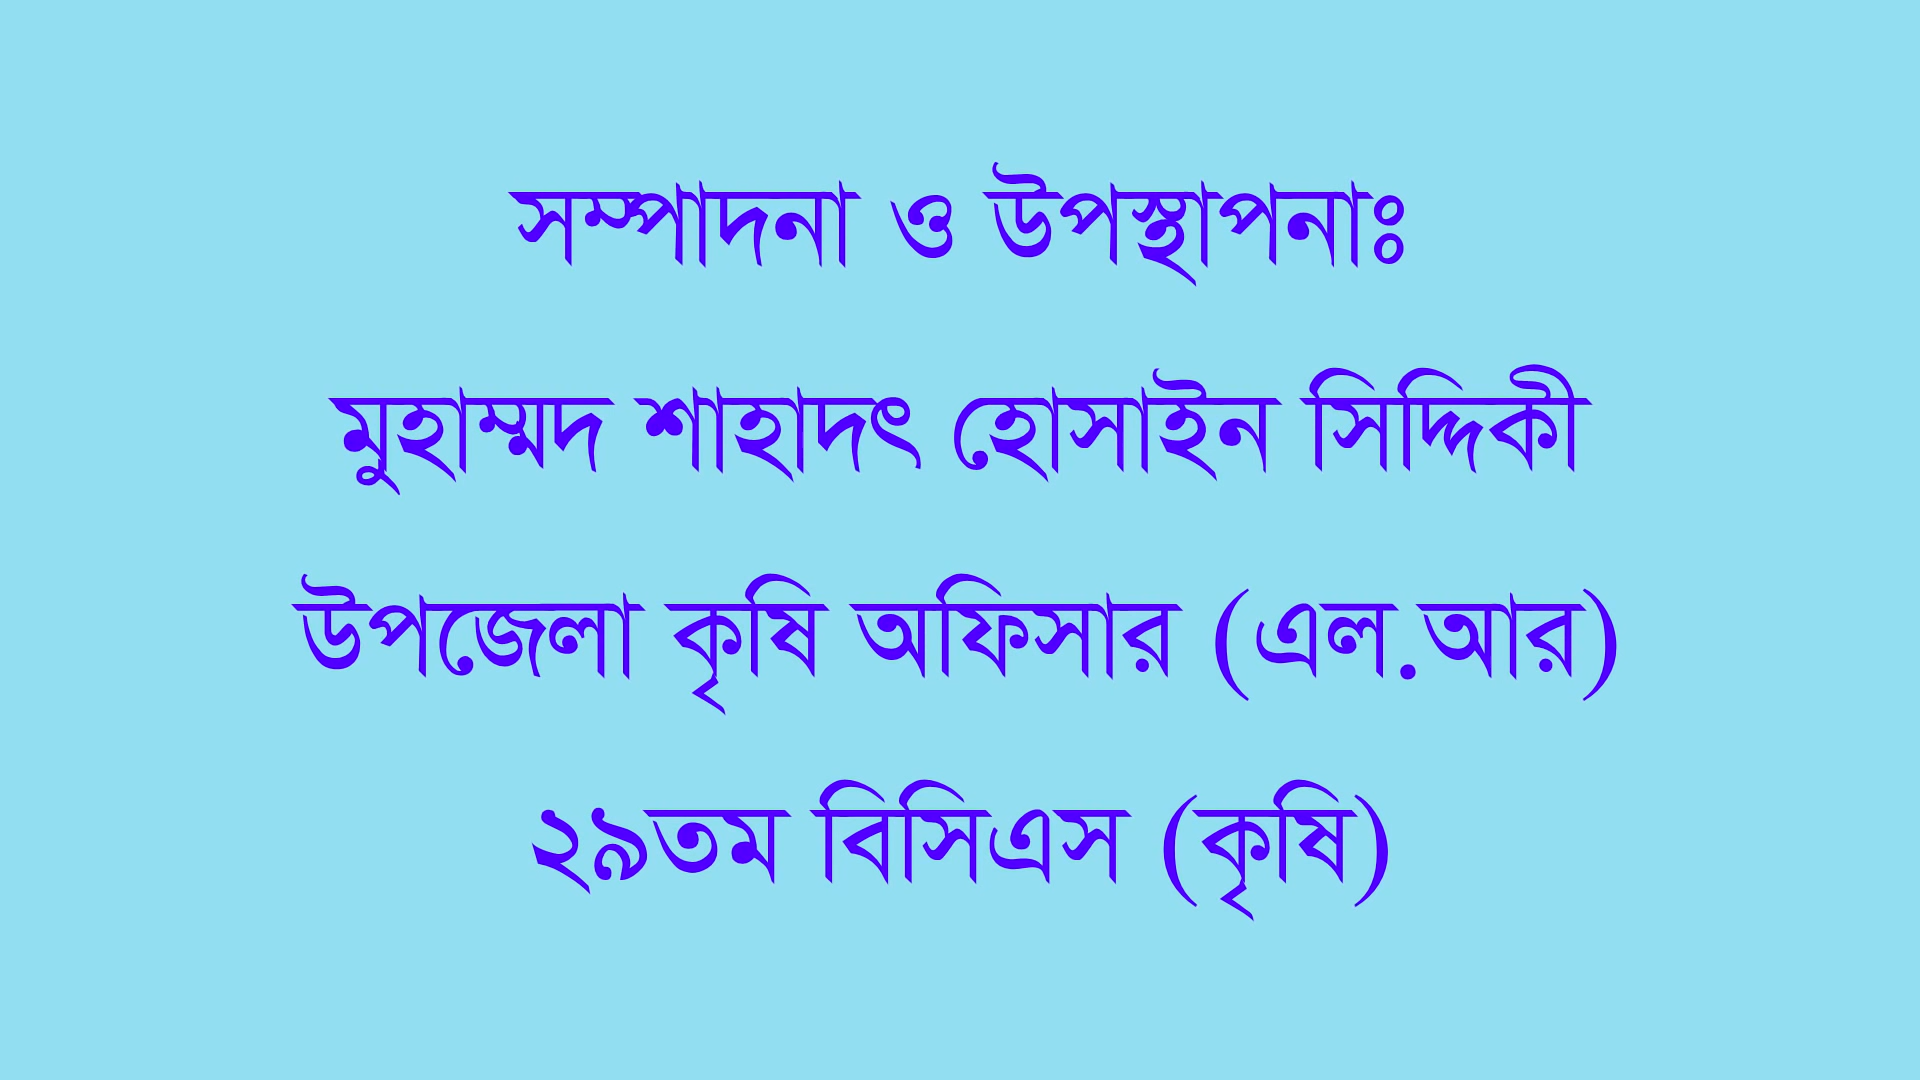 সম্পাদনা ও উপস্থাপনাঃ
মুহাম্মদ শাহাদৎ হোসাইন সিদ্দিকী
উপজেলা কৃষি অফিসার (এল.আর)
২৯তম বিসিএস (কৃষি)